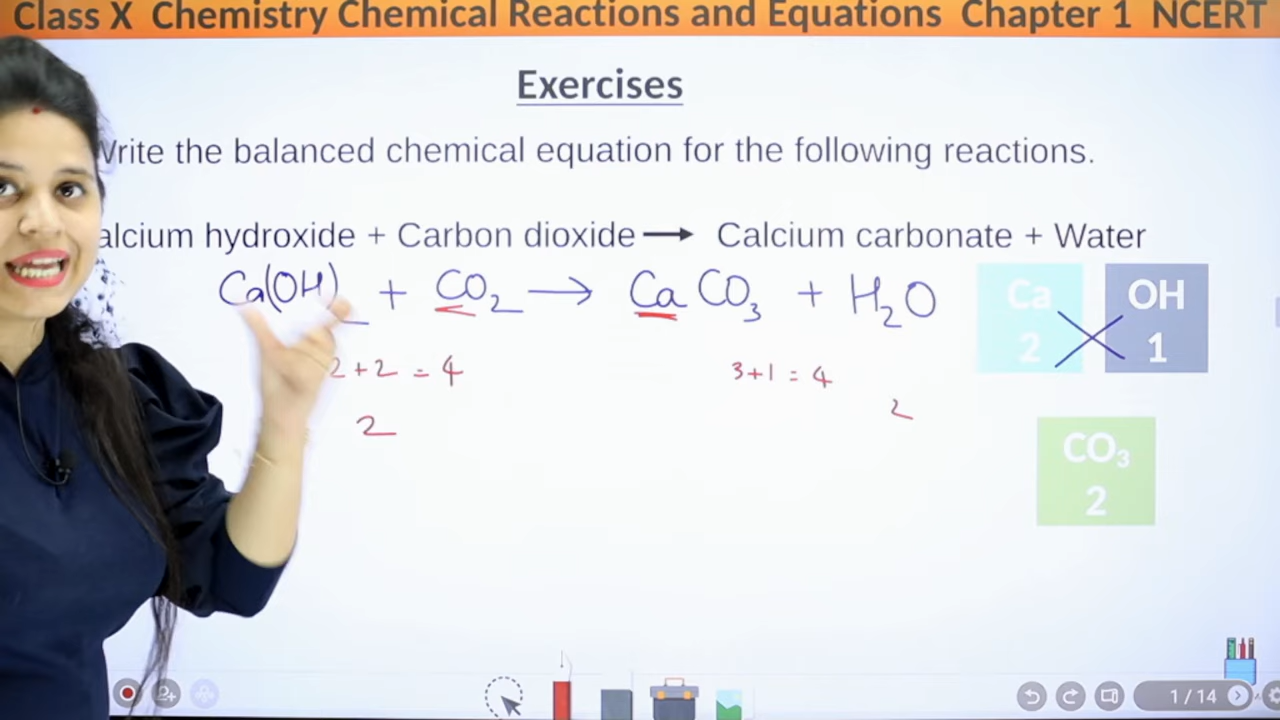 Class X Chemistry Chemical Reactions and Equations Chapter 1 NCERT
Exercises
Write the balanced chemical equation for the following reactions.
alcium hydroxide + Carbon dioxide → Calcium carbonate + Water
Ca(OH) + CO₂ → CaCO₃ + H₂O
2+2 = 4
3+1 = 4
2
2
Ca OH
2 1
CO₃
2
1 / 14